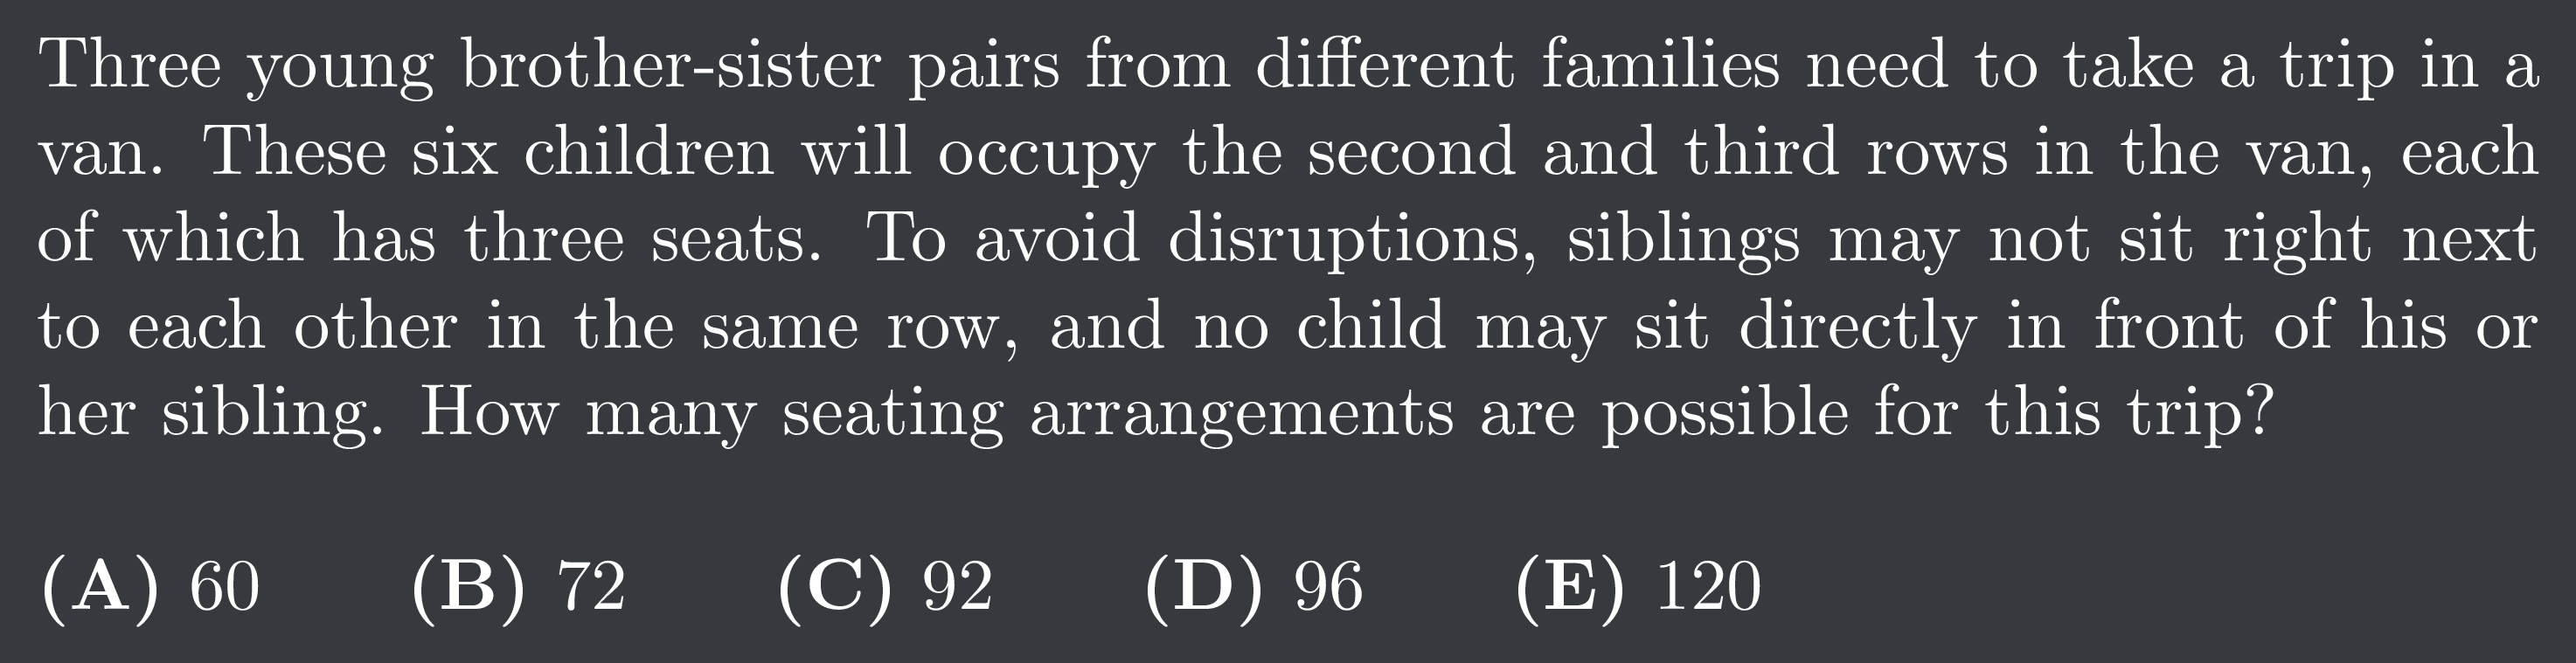 Three young brother-sister pairs from different families need to take a trip in a
van. These six children will occupy the second and third rows in the van, each
of which has three seats. To avoid disruptions, siblings may not sit right next
to each other in the same row, and no child may sit directly in front of his or
her sibling. How many seating arrangements are possible for this trip?
(A) 60 (B) 72 (C) 92 (D) 96 (E) 120